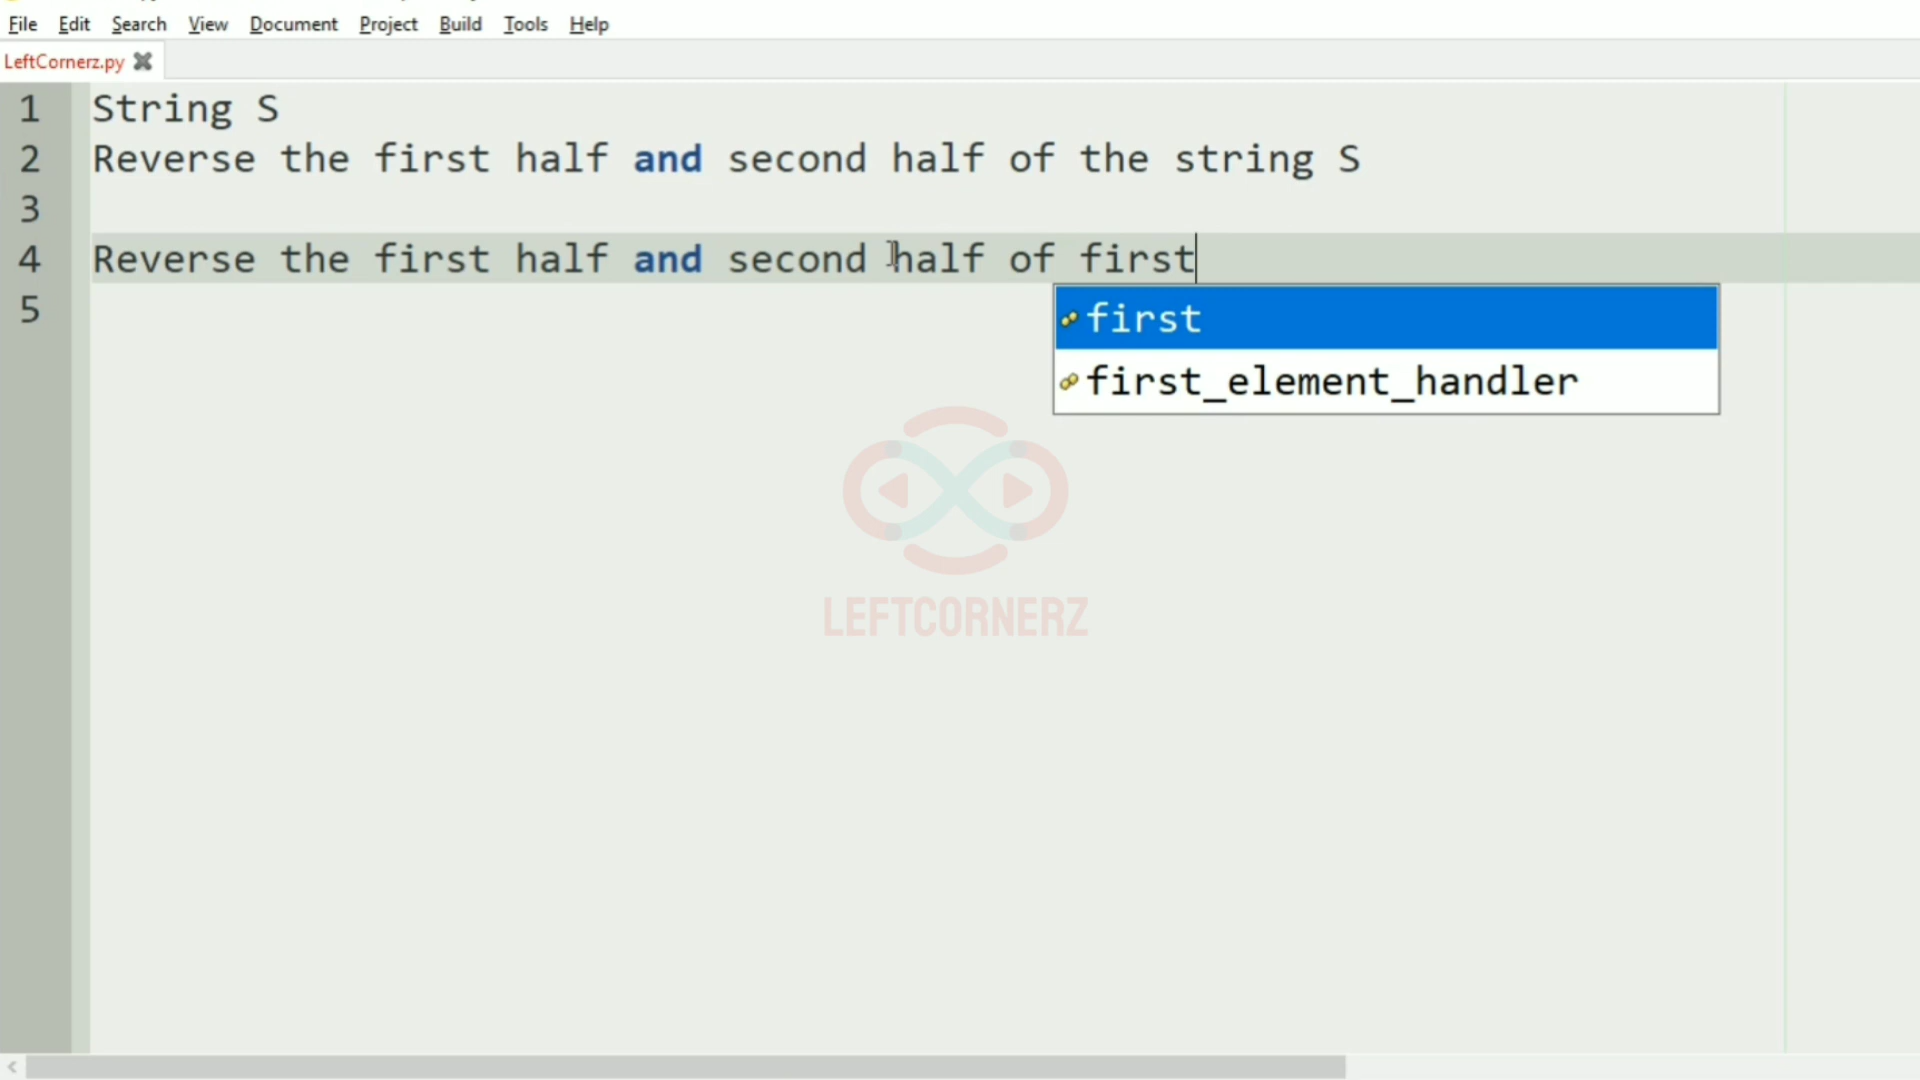 File Edit Search View Document Project Build Tools Help
LeftCornerz.py
1 String S
2 Reverse the first half and second half of the string S
3
4 Reverse the first half and second half of first
5
first
first_element_handler
LEFTCORNERZ